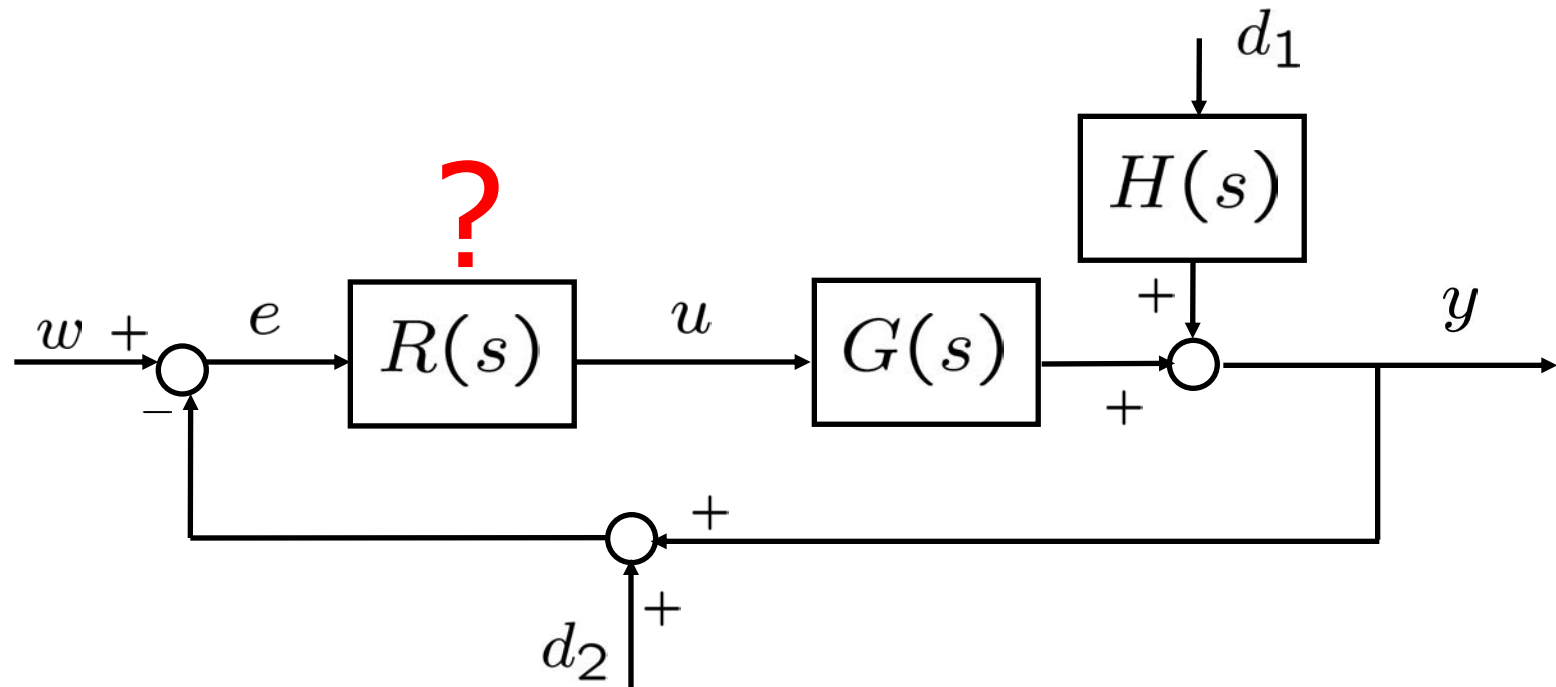 d₁
H(s)
?
w + e R(s) u G(s) + + y
−
+
d₂ +